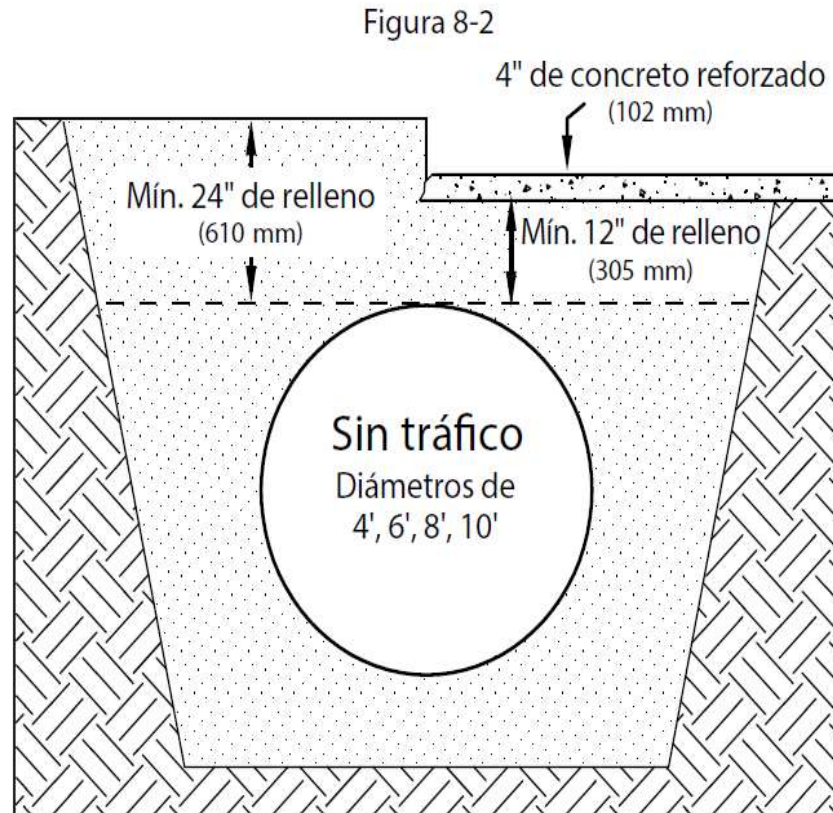 Figura 8-2
4" de concreto reforzado
(102 mm)
Mín. 24" de relleno
(610 mm)
Mín. 12" de relleno
(305 mm)
Sin tráfico
Diámetros de
4', 6', 8', 10'